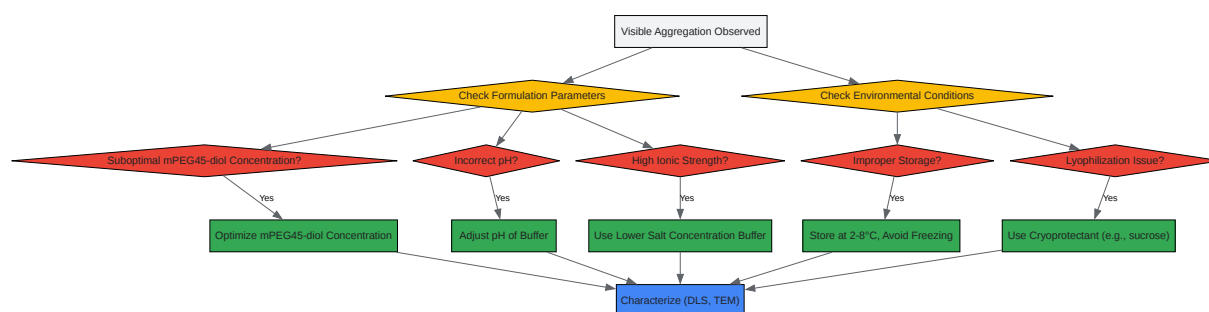 Visible Aggregation Observed
Check Formulation Parameters
Check Environmental Conditions
Suboptimal mPEG45-diol Concentration?
Incorrect pH?
High Ionic Strength?
Improper Storage?
Lyophilization Issue?
Yes
Yes
Yes
Yes
Yes
Optimize mPEG45-diol Concentration
Adjust pH of Buffer
Use Lower Salt Concentration Buffer
Store at 2-8°C, Avoid Freezing
Use Cryoprotectant (e.g., sucrose)
Characterize (DLS, TEM)